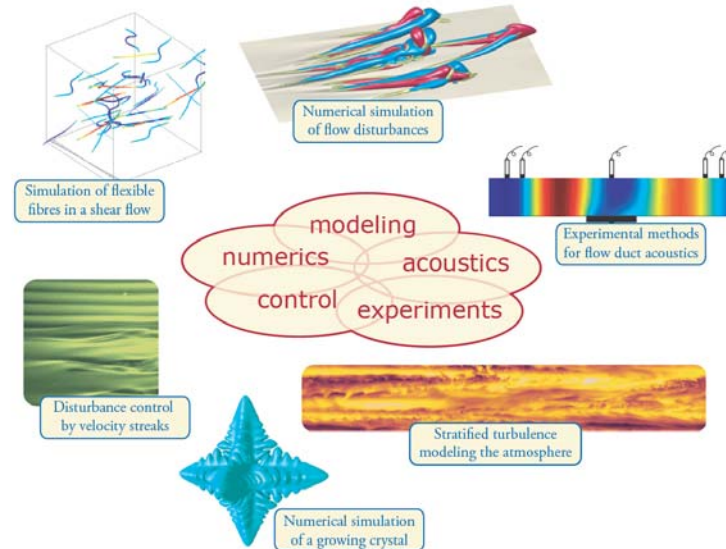 Numerical simulation
of flow disturbances
Simulation of flexible
fibres in a shear flow
Experimental methods
for flow duct acoustics
modeling
numerics
acoustics
control
experiments
Disturbance control
by velocity streaks
Stratified turbulence
modeling the atmosphere
Numerical simulation
of a growing crystal